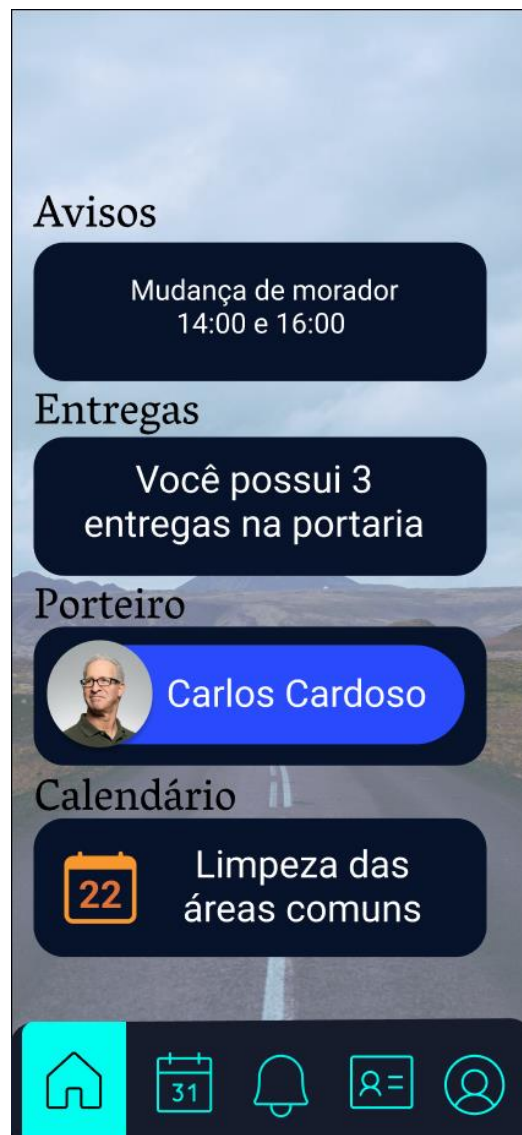 Avisos
Mudança de morador
14:00 e 16:00
Entregas
Você possui 3
entregas na portaria
Porteiro
Carlos Cardoso
Calendário
22
Limpeza das
áreas comuns
31